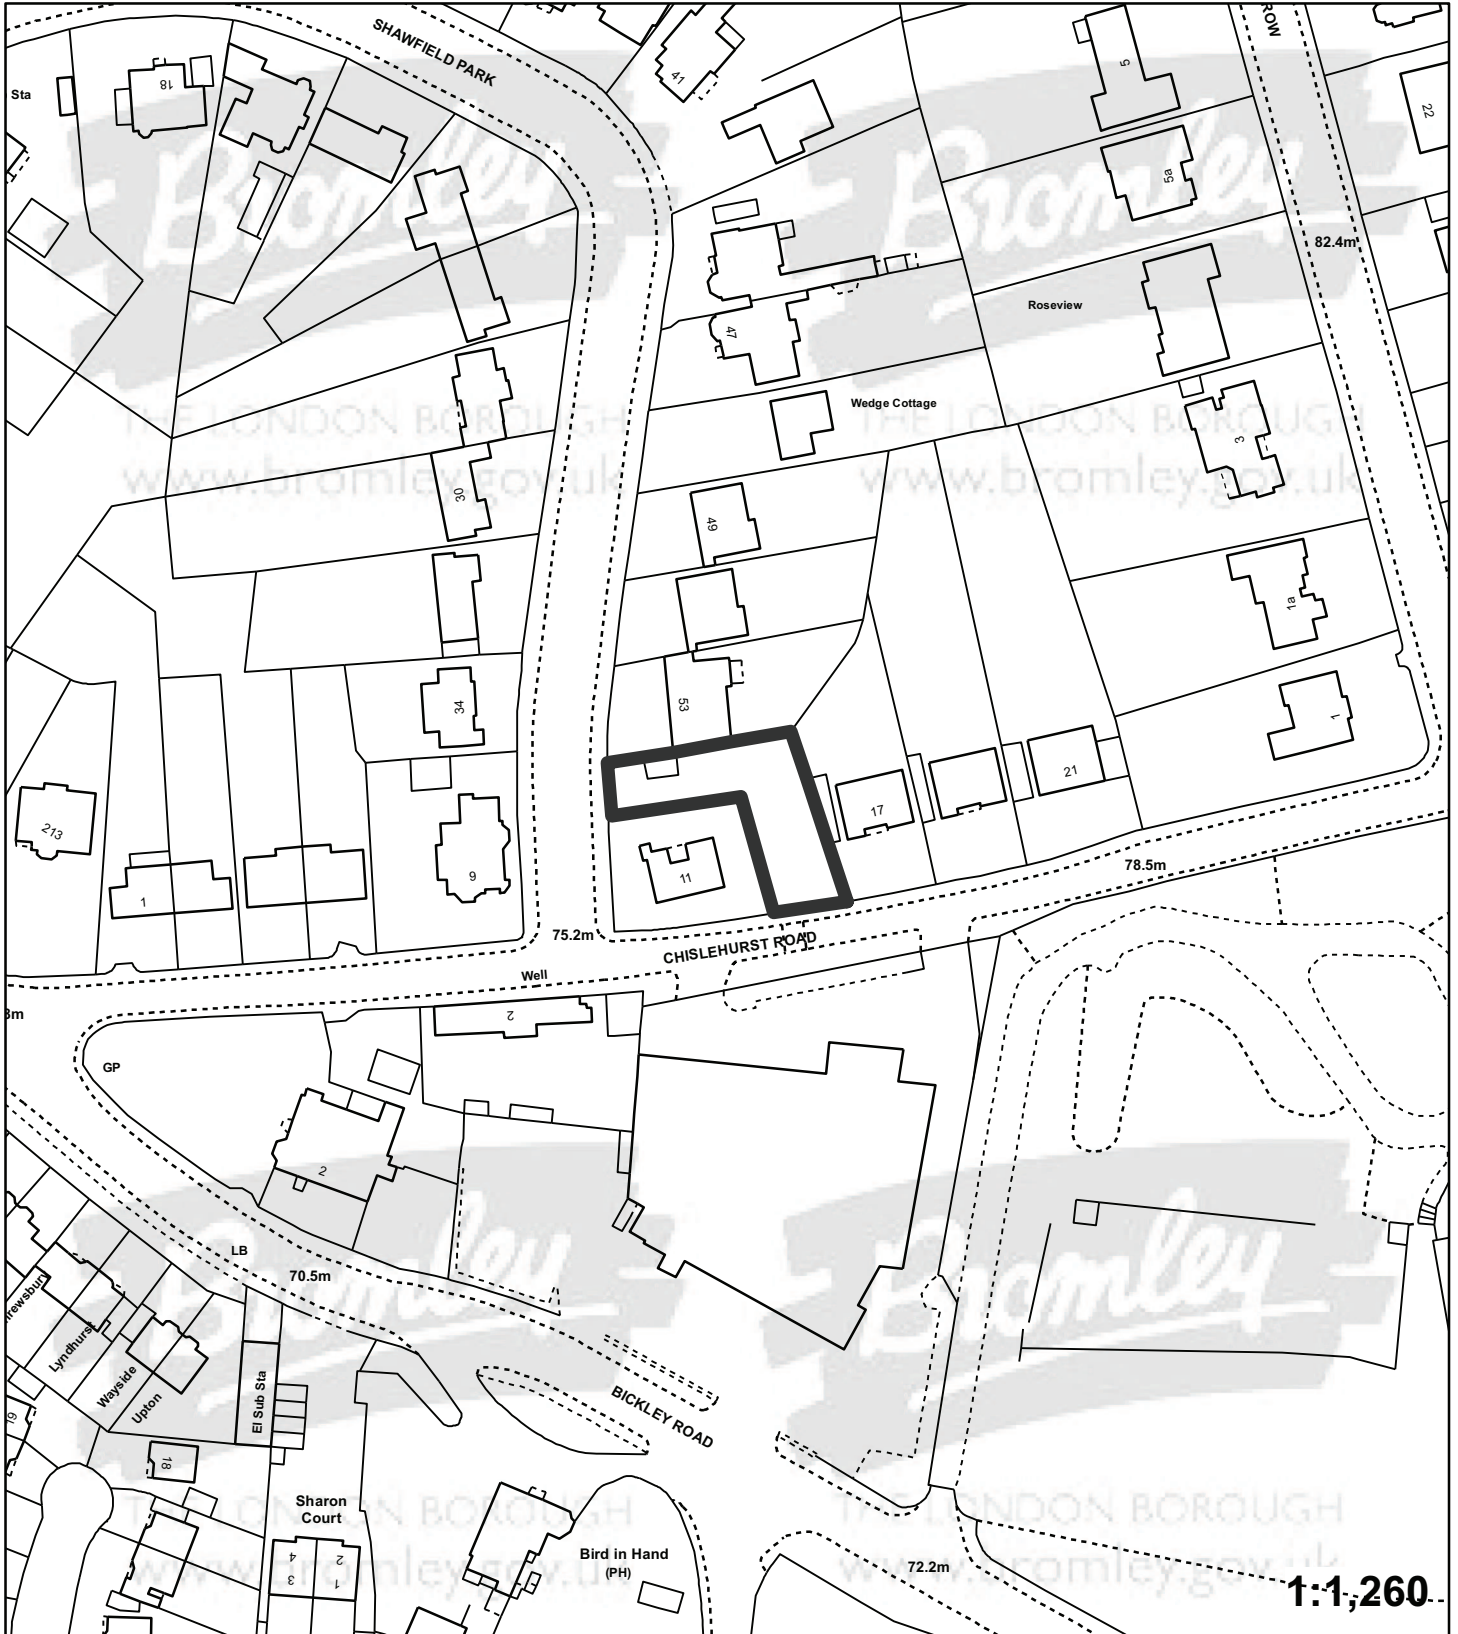 SHAWFIELD PARK
ROW
41
5
Sta
18
22
5a
82.4m
Roseview
47
Wedge Cottage
3
30
49
1a
34
53
1
21
17
213
9
11
1
78.5m
75.2m
CHISLEHURST ROAD
Well
2
GP
2
LB
70.5m
Lyndhurst
Wayside
Upton
El Sub Sta
BICKLEY ROAD
19
18
Sharon
Court
4
2
3
1
Bird in Hand
(PH)
72.2m
1:1,260
Bromley
THE LONDON BOROUGH
www.bromley.gov.uk
Bromley
THE LONDON BOROUGH
www.bromley.gov.uk
Bromley
THE LONDON BOROUGH
www.bromley.gov.uk
Bromley
THE LONDON BOROUGH
www.bromley.gov.uk